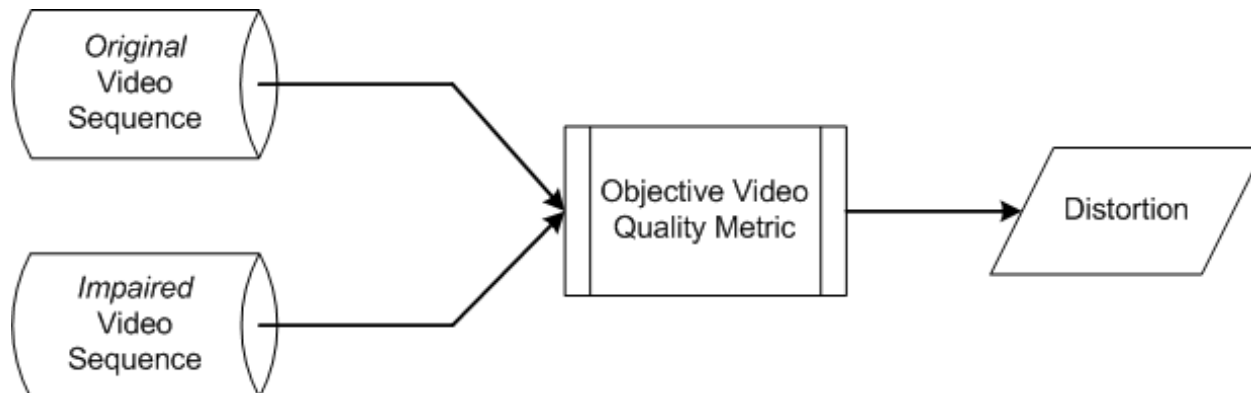 Original
Video
Sequence
Impaired
Video
Sequence
Objective Video
Quality Metric
Distortion